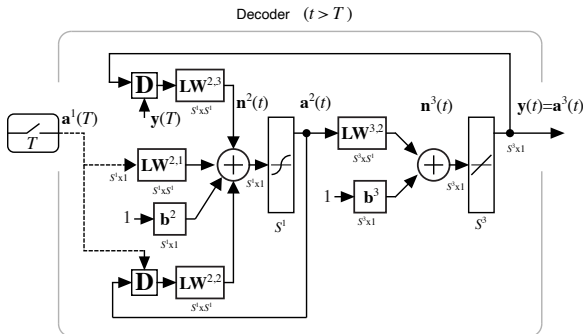 Decoder (t > T)
D LW2,3 n2(t) a2(t) n3(t) y(t)=a3(t)
y(T) S1xS1
a1(T)
T
LW3,2
S3x1
S1x1 LW2,1 S1x1 S3xS1 S3x1
S1xS1
1 b2 1 b3
S1x1 S1 S3x1 S3
D LW2,2
S1xS1